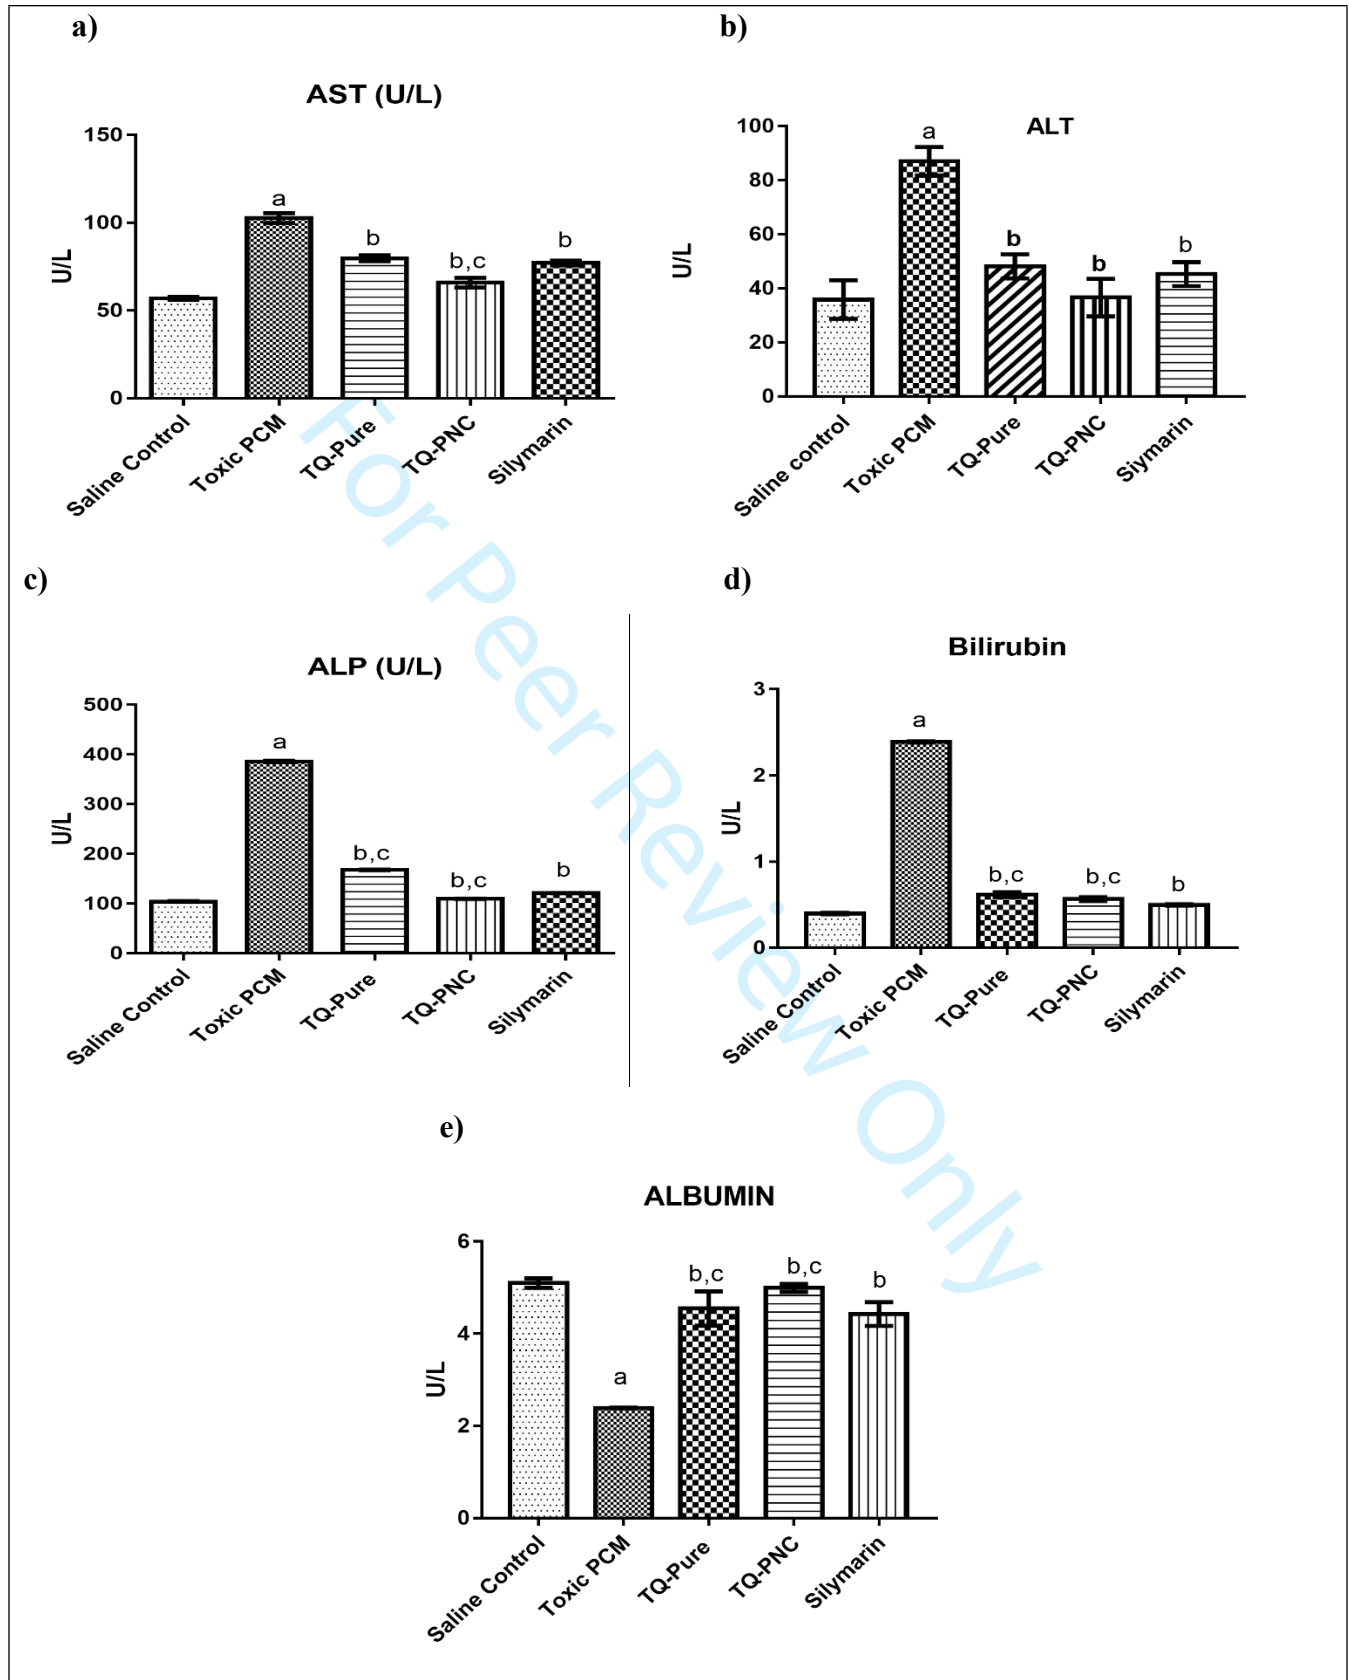 a)
AST (U/L)
150
100
50
0
U/L
a
b
b,c
b
Saline Control
Toxic PCM
TQ-Pure
TQ-PNC
Silymarin
b)
ALT
100
80
60
40
20
0
U/L
a
b
b
b
Saline control
Toxic PCM
TQ-Pure
TQ-PNC
Siymarin
c)
ALP (U/L)
500
400
300
200
100
0
U/L
a
b,c
b,c
b
Saline Control
Toxic PCM
TQ-Pure
TQ-PNC
Silymarin
d)
Bilirubin
3
2
1
0
U/L
a
b,c
b,c
b
Saline Control
Toxic PCM
TQ-Pure
TQ-PNC
Silymarin
e)
ALBUMIN
6
4
2
0
U/L
a
b,c
b,c
b
Saline Control
Toxic PCM
TQ-Pure
TQ-PNC
Silymarin
For Peer Review Only